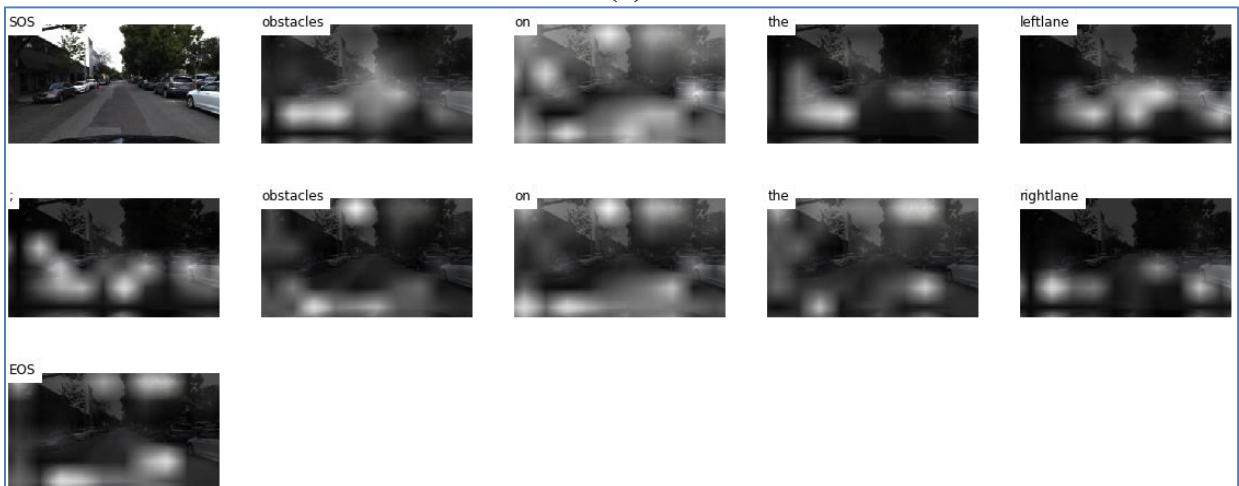 SOS obstacles on the leftlane
; obstacles on the rightlane
EOS